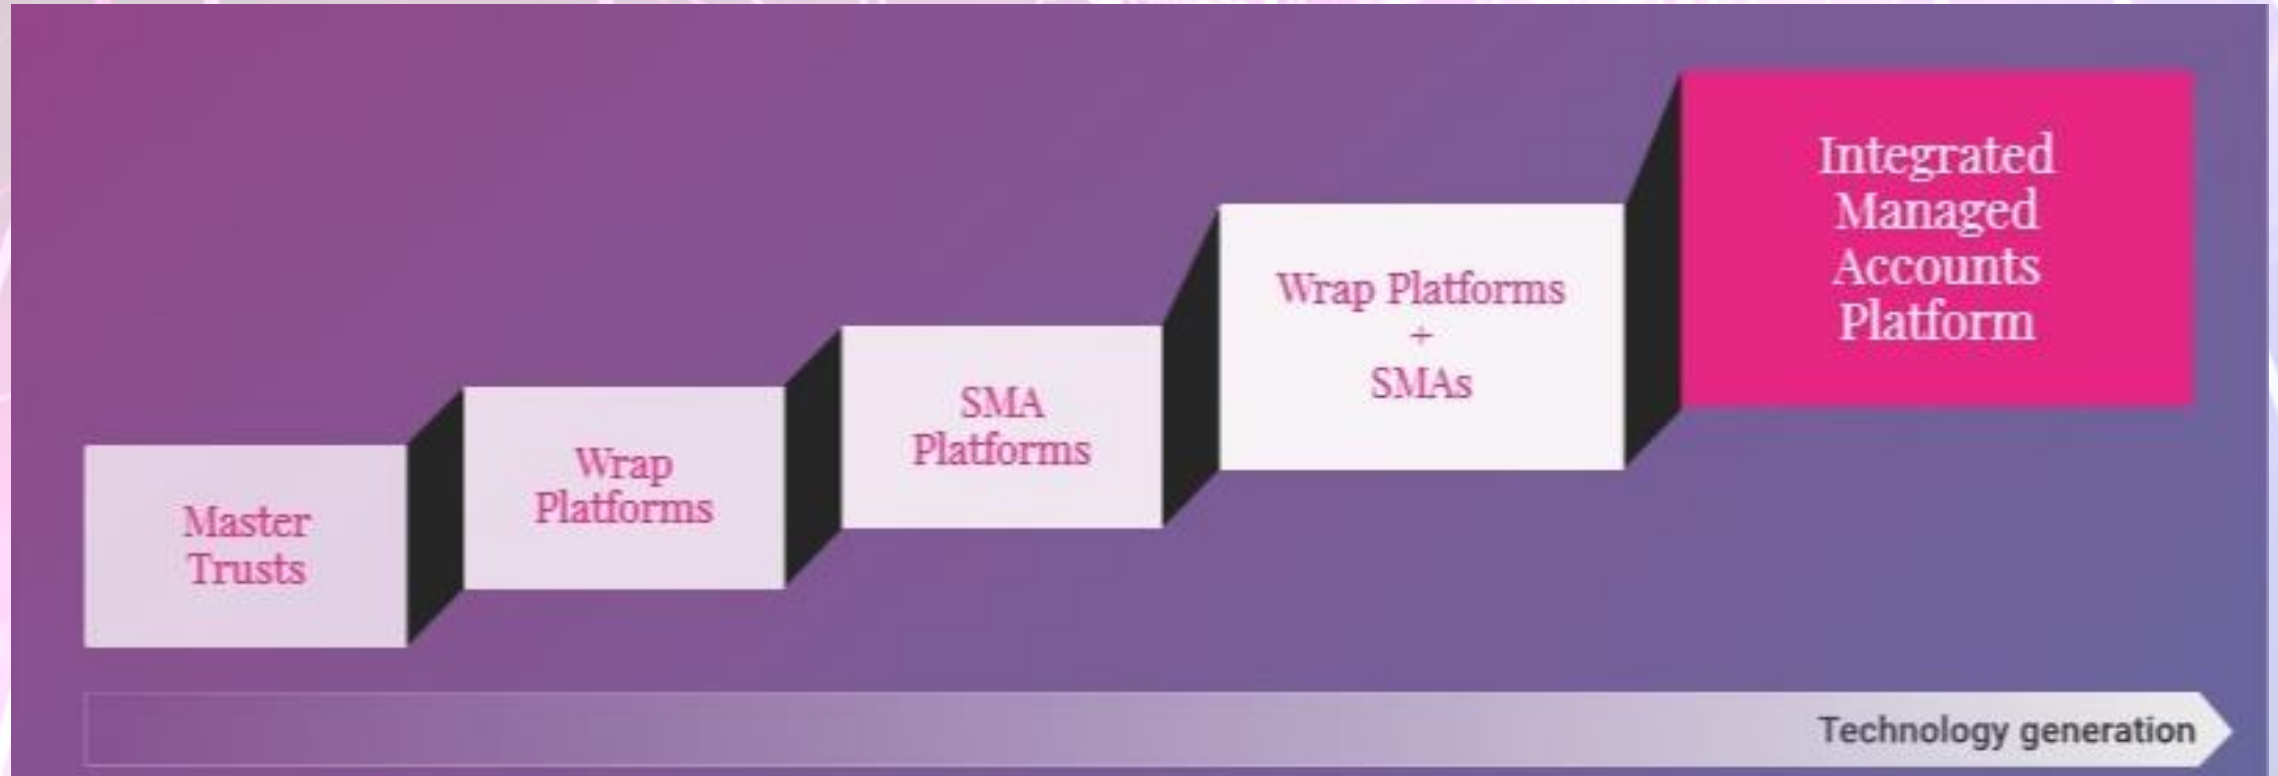 Master
Trusts
Wrap
Platforms
SMA
Platforms
Wrap Platforms
+
SMAs
Integrated
Managed
Accounts
Platform
Technology generation